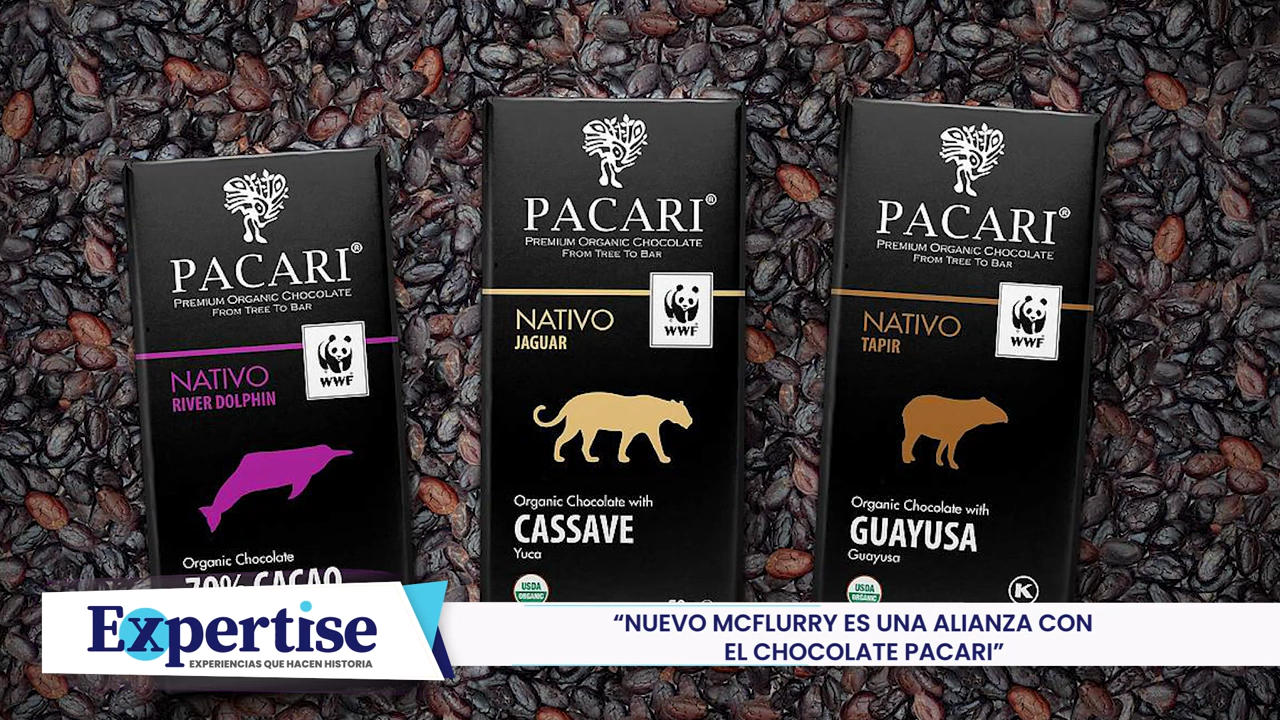 PACARI®
PREMIUM ORGANIC CHOCOLATE
FROM TREE TO BAR
NATIVO
RIVER DOLPHIN
WWF
Organic Chocolate
70% CACAO
PACARI®
PREMIUM ORGANIC CHOCOLATE
FROM TREE TO BAR
NATIVO
JAGUAR
WWF
Organic Chocolate with
CASSAVE
Yuca
USDA
ORGANIC
PACARI®
PREMIUM ORGANIC CHOCOLATE
FROM TREE TO BAR
NATIVO
TAPIR
WWF
Organic Chocolate with
GUAYUSA
Guayusa
USDA
ORGANIC
K
Expertise
EXPERIENCIAS QUE HACEN HISTORIA
“NUEVO MCFLURRY ES UNA ALIANZA CON
EL CHOCOLATE PACARI”